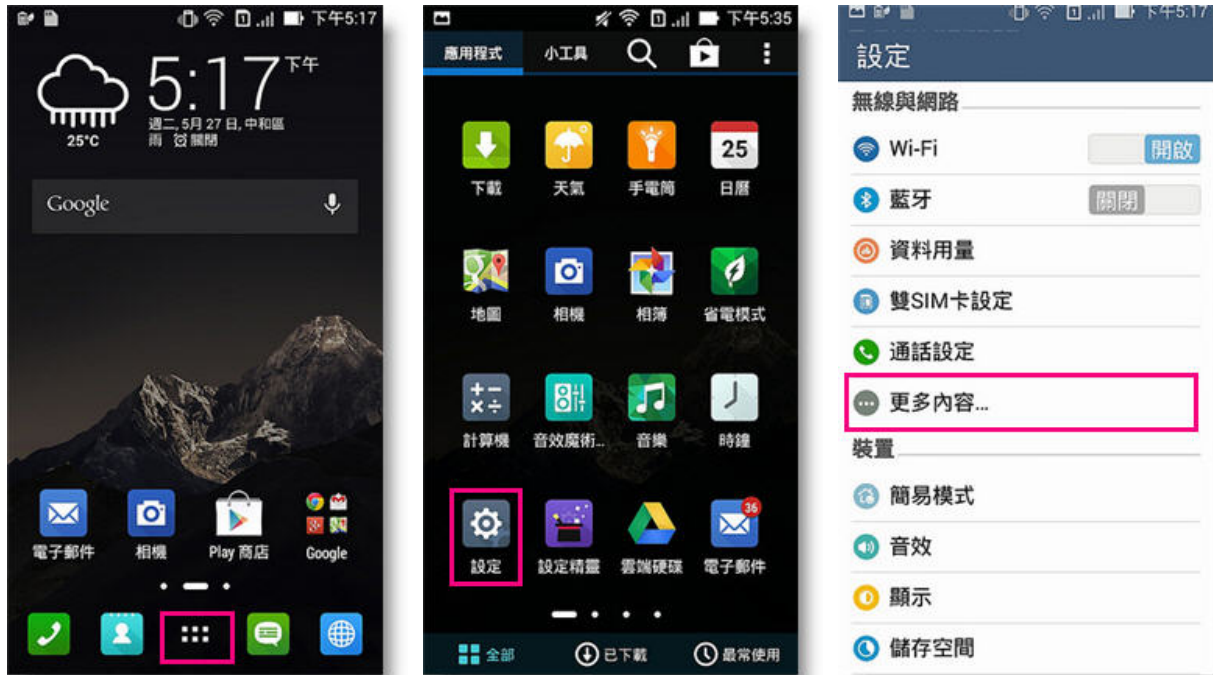 下午5:17
5:17下午
週二, 5月 27 日, 中和區
雨 關閉
25°C
Google
電子郵件 相機 Play 商店 Google
下午5:35
應用程式 小工具
25
下載 天氣 手電筒 日曆
地圖 相機 相簿 省電模式
計算機 音效魔術... 音樂 時鐘
36
設定 設定精靈 雲端硬碟 電子郵件
全部 已下載 最常使用
下午5:17
設定
無線與網路
Wi-Fi 開啟
藍牙 關閉
資料用量
雙SIM卡設定
通話設定
更多內容...
裝置
簡易模式
音效
顯示
儲存空間